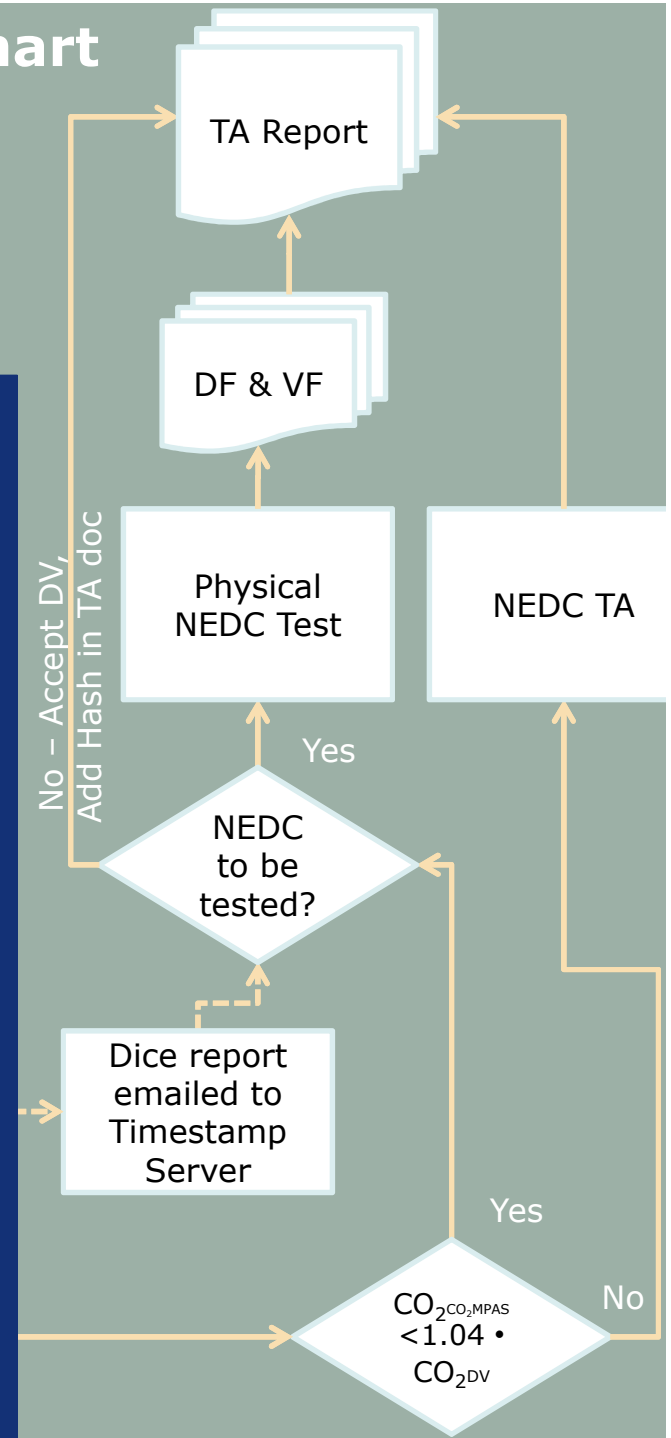 TA Report
DF & VF
No – Accept DV,
Add Hash in TA doc
Physical
NEDC Test
NEDC TA
Yes
NEDC
to be
tested?
Dice report
emailed to
Timestamp
Server
Yes
CO₂CO₂MPAS
<1.04 •
CO₂DV
No